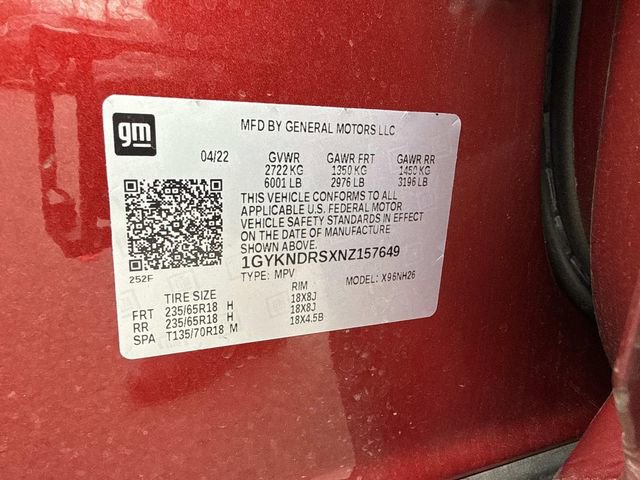 gm
MFD BY GENERAL MOTORS LLC
04/22 GVWR GAWR FRT GAWR RR
2722 KG 1350 KG 1450 KG
6001 LB 2976 LB 3196 LB
THIS VEHICLE CONFORMS TO ALL
APPLICABLE U.S. FEDERAL MOTOR
VEHICLE SAFETY STANDARDS IN EFFECT
ON THE DATE OF MANUFACTURE
SHOWN ABOVE.
1GYKNDRSXNZ157649
252F TYPE: MPV MODEL: X96NH26
TIRE SIZE RIM
FRT 235/65R18 H 18X8J
RR 235/65R18 H 18X8J
SPA T135/70R18 M 18X4.5B